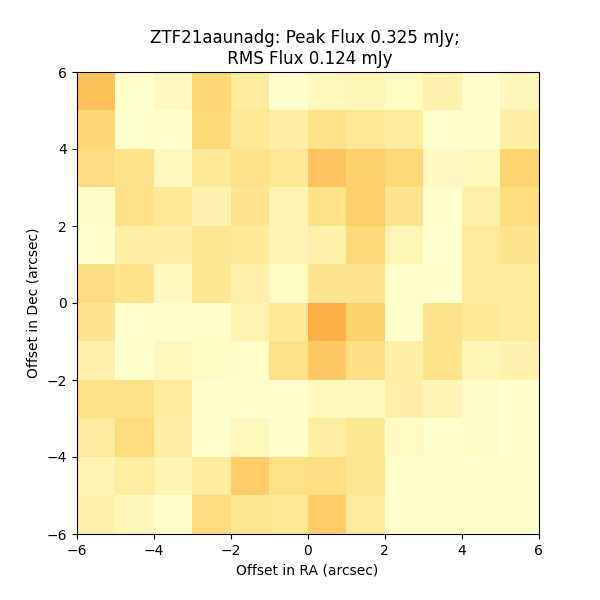 ZTF21aaunadg: Peak Flux 0.325 mJy;
RMS Flux 0.124 mJy
6
4
2
0
−2
−4
−6
Offset in Dec (arcsec)
−6 −4 −2 0 2 4 6
Offset in RA (arcsec)